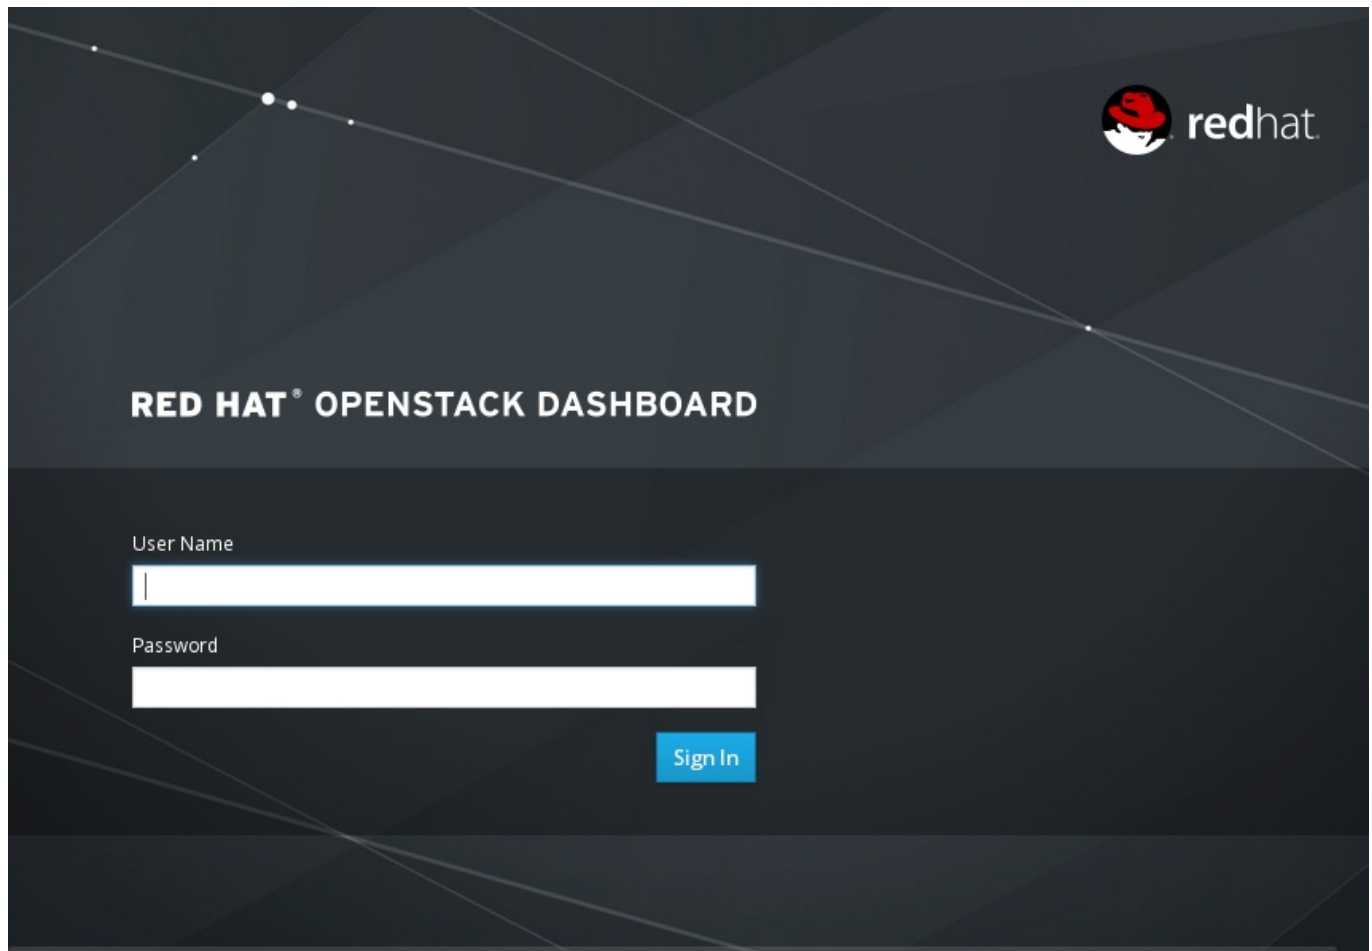 redhat.
RED HAT® OPENSTACK DASHBOARD
User Name
Password
Sign In